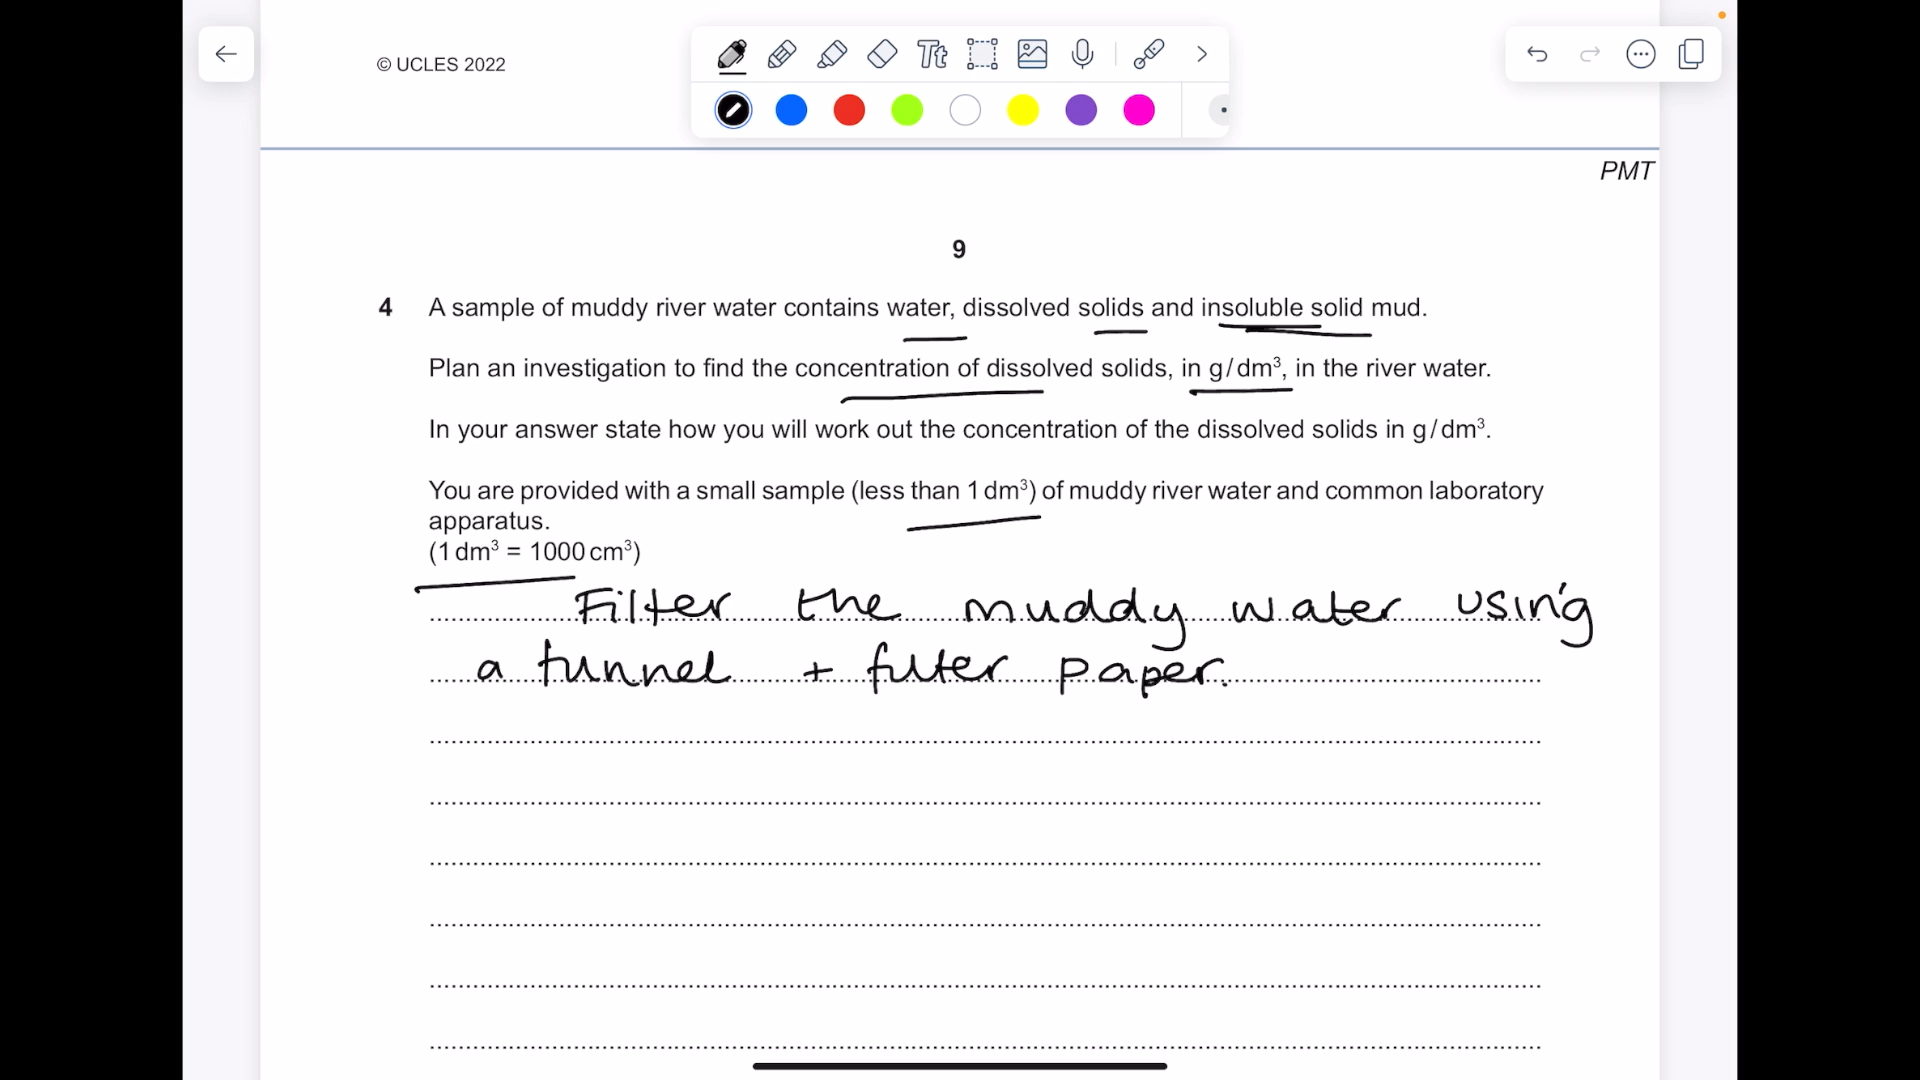 © UCLES 2022
Tt
PMT
9
4 A sample of muddy river water contains water, dissolved solids and insoluble solid mud.
Plan an investigation to find the concentration of dissolved solids, in g/dm³, in the river water.
In your answer state how you will work out the concentration of the dissolved solids in g/dm³.
You are provided with a small sample (less than 1 dm³) of muddy river water and common laboratory
apparatus.
(1 dm³ = 1000 cm³)
Filter the muddy water using
a funnel + filter paper.